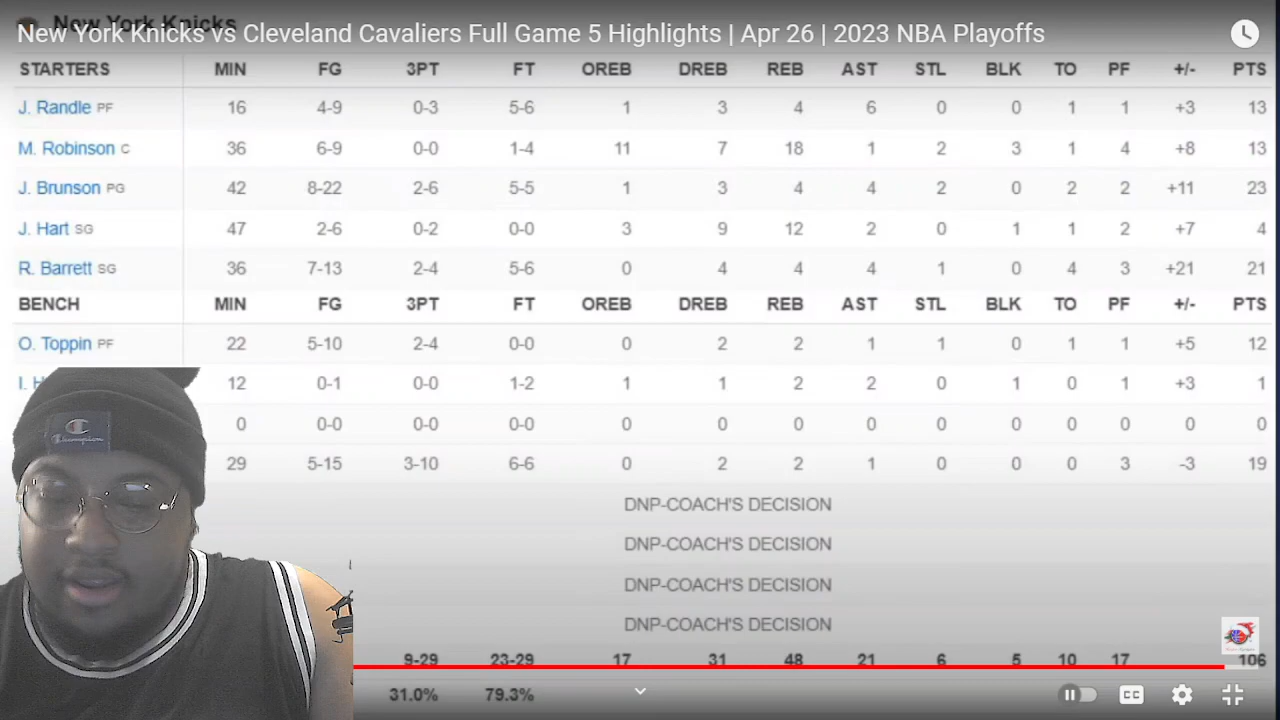 New York Knicks
New York Knicks vs Cleveland Cavaliers Full Game 5 Highlights | Apr 26 | 2023 NBA Playoffs
STARTERS MIN FG 3PT FT OREB DREB REB AST STL BLK TO PF +/- PTS
J. Randle PF 16 4-9 0-3 5-6 1 3 4 6 0 0 1 1 +3 13
M. Robinson C 36 6-9 0-0 1-4 11 7 18 1 2 3 1 4 +8 13
J. Brunson PG 42 8-22 2-6 5-5 1 3 4 4 2 0 2 2 +11 23
J. Hart SG 47 2-6 0-2 0-0 3 9 12 2 0 1 1 2 +7 4
R. Barrett SG 36 7-13 2-4 5-6 0 4 4 4 1 0 4 3 +21 21
BENCH MIN FG 3PT FT OREB DREB REB AST STL BLK TO PF +/- PTS
O. Toppin PF 22 5-10 2-4 0-0 0 2 2 1 1 0 1 1 +5 12
I. H 12 0-1 0-0 1-2 1 1 2 2 0 1 0 1 +3 1
0 0-0 0-0 0-0 0 0 0 0 0 0 0 0 0 0
29 5-15 3-10 6-6 0 2 2 1 0 0 0 3 -3 19
DNP-COACH'S DECISION
DNP-COACH'S DECISION
DNP-COACH'S DECISION
DNP-COACH'S DECISION
9-29 23-29 17 31 48 21 6 5 10 17 106
31.0% 79.3%
Champion
CC